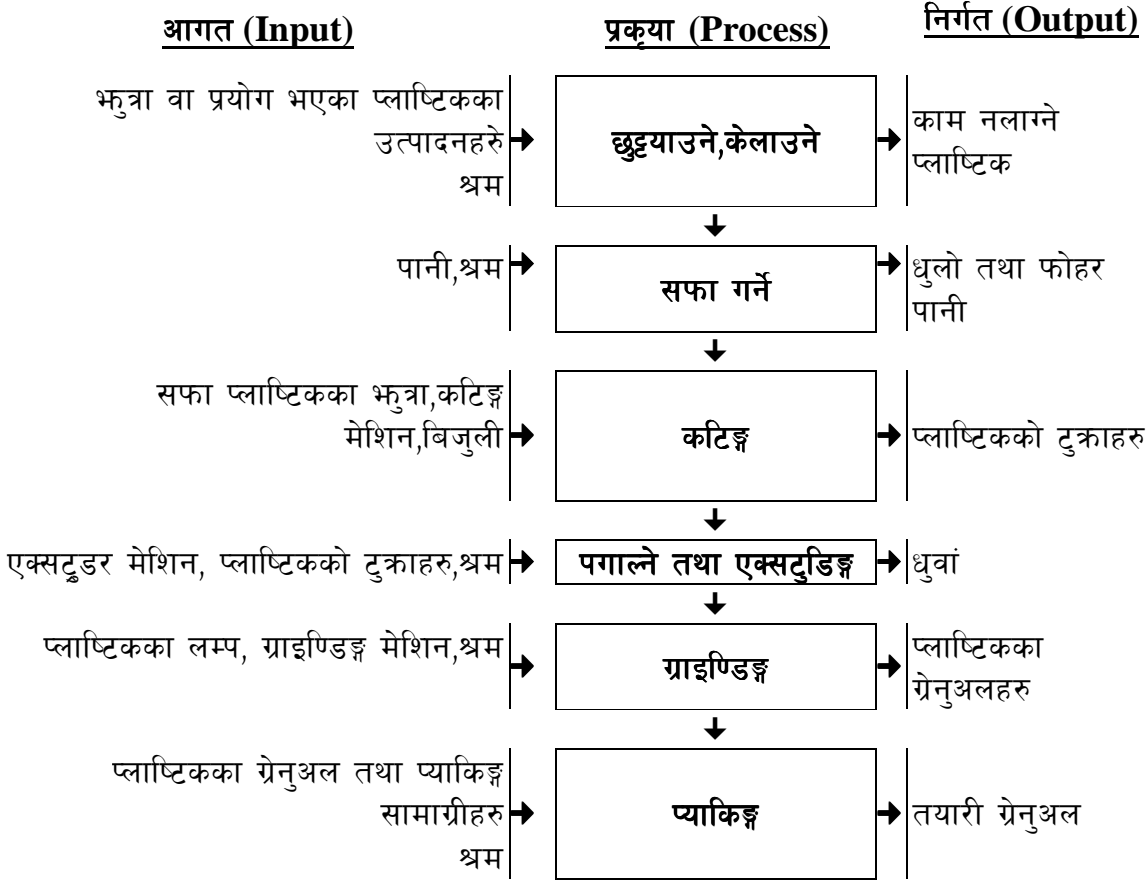 आगत (Input) प्रकृया (Process) निर्गत (Output)
झुत्रा वा प्रयोग भएका प्लाष्टिकका
उत्पादनहरु
श्रम
छुट्टयाउने,केलाउने
काम नलाग्ने
प्लाष्टिक
पानी,श्रम
सफा गर्ने
धुलो तथा फोहर
पानी
सफा प्लाष्टिकका झुत्रा,कटिङ्ग
मेशिन,बिजुली
कटिङ्ग
प्लाष्टिकको टुक्राहरु
एक्सट्रुडर मेशिन, प्लाष्टिकको टुक्राहरु,श्रम
पगाल्ने तथा एक्सटुडिङ्ग
धुवां
प्लाष्टिकका लम्प, ग्राइण्डिङ्ग मेशिन,श्रम
ग्राइण्डिङ्ग
प्लाष्टिकका
ग्रेनुअलहरु
प्लाष्टिकका ग्रेनुअल तथा प्याकिङ्ग
सामाग्रीहरु
श्रम
प्याकिङ्ग
तयारी ग्रेनुअल